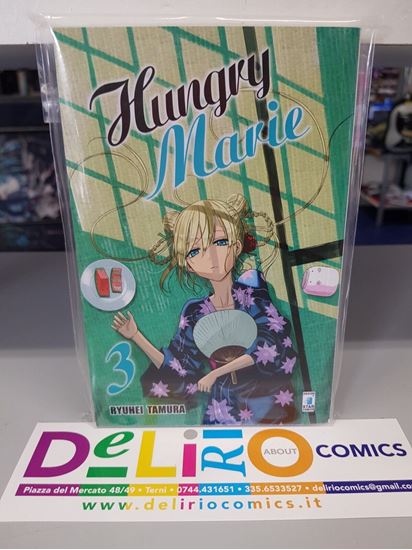 Hungry
Marie
3
RYUHEI TAMURA
STAR
DELIRIO ABOUT COMICS
Piazza del Mercato 48/49 • Terni • 0744.431651 • 335.6533527 • deliriocomics@gmail.com
www.deliriocomics.it